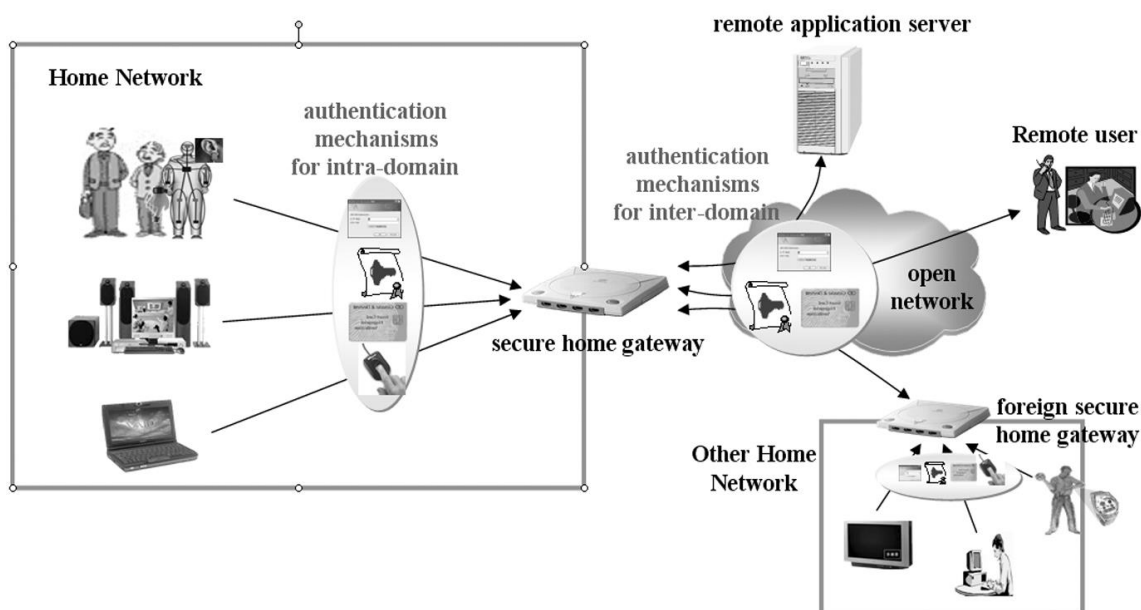 remote application server
Home Network
authentication
mechanisms
for intra-domain
Remote user
authentication
mechanisms
for inter-domain
open
network
secure home gateway
foreign secure
home gateway
Other Home
Network